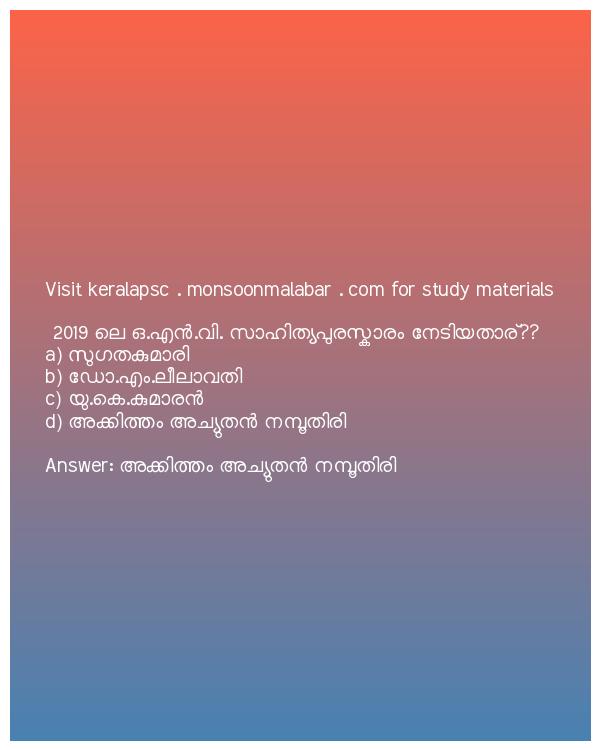 Visit keralapsc . monsoonmalabar . com for study materials
2019 ലെ ഒ.എൻ.വി. സാഹിത്യപുരസ്കാരം നേടിയതാര്??
a) സുഗതകുമാരി
b) ഡോ.എം.ലീലാവതി
c) യു.കെ.കുമാരൻ
d) അക്കിത്തം അച്യുതൻ നമ്പൂതിരി
Answer: അക്കിത്തം അച്യുതൻ നമ്പൂതിരി